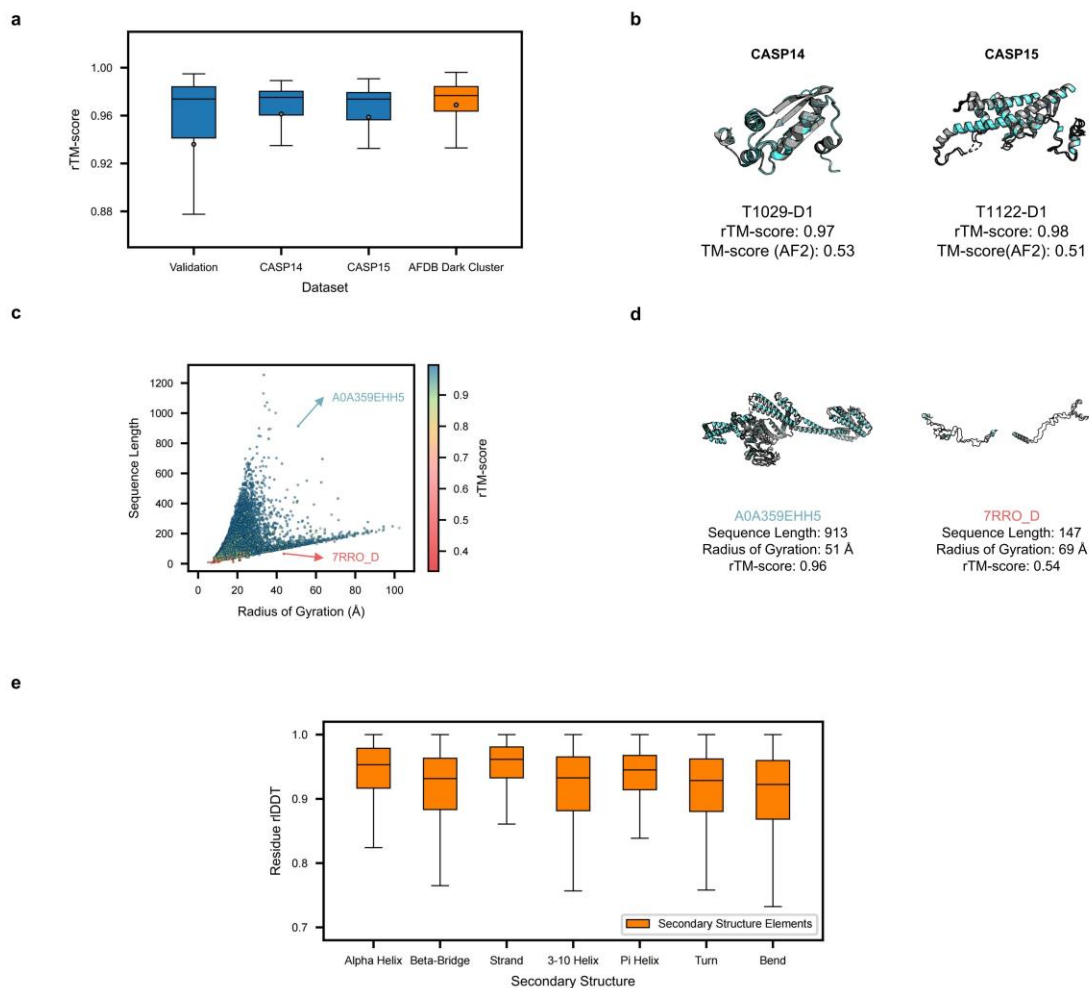 a
1.00
0.96
0.92
0.88
rTM-score
Validation
CASP14
CASP15
AFDB Dark Cluster
Dataset
b
CASP14
CASP15
T1029-D1
rTM-score: 0.97
TM-score (AF2): 0.53
T1122-D1
rTM-score: 0.98
TM-score(AF2): 0.51
c
1200
1000
800
600
400
200
0
Sequence Length
A0A359EHH5
7RRO_D
0
20
40
60
80
100
Radius of Gyration (Å)
0.9
0.8
0.7
0.6
0.5
0.4
rTM-score
d
A0A359EHH5
Sequence Length: 913
Radius of Gyration: 51 Å
rTM-score: 0.96
7RRO_D
Sequence Length: 147
Radius of Gyration: 69 Å
rTM-score: 0.54
e
1.0
0.9
0.8
0.7
Residue rlDDT
Secondary Structure Elements
Alpha Helix
Beta-Bridge
Strand
3-10 Helix
Pi Helix
Turn
Bend
Secondary Structure